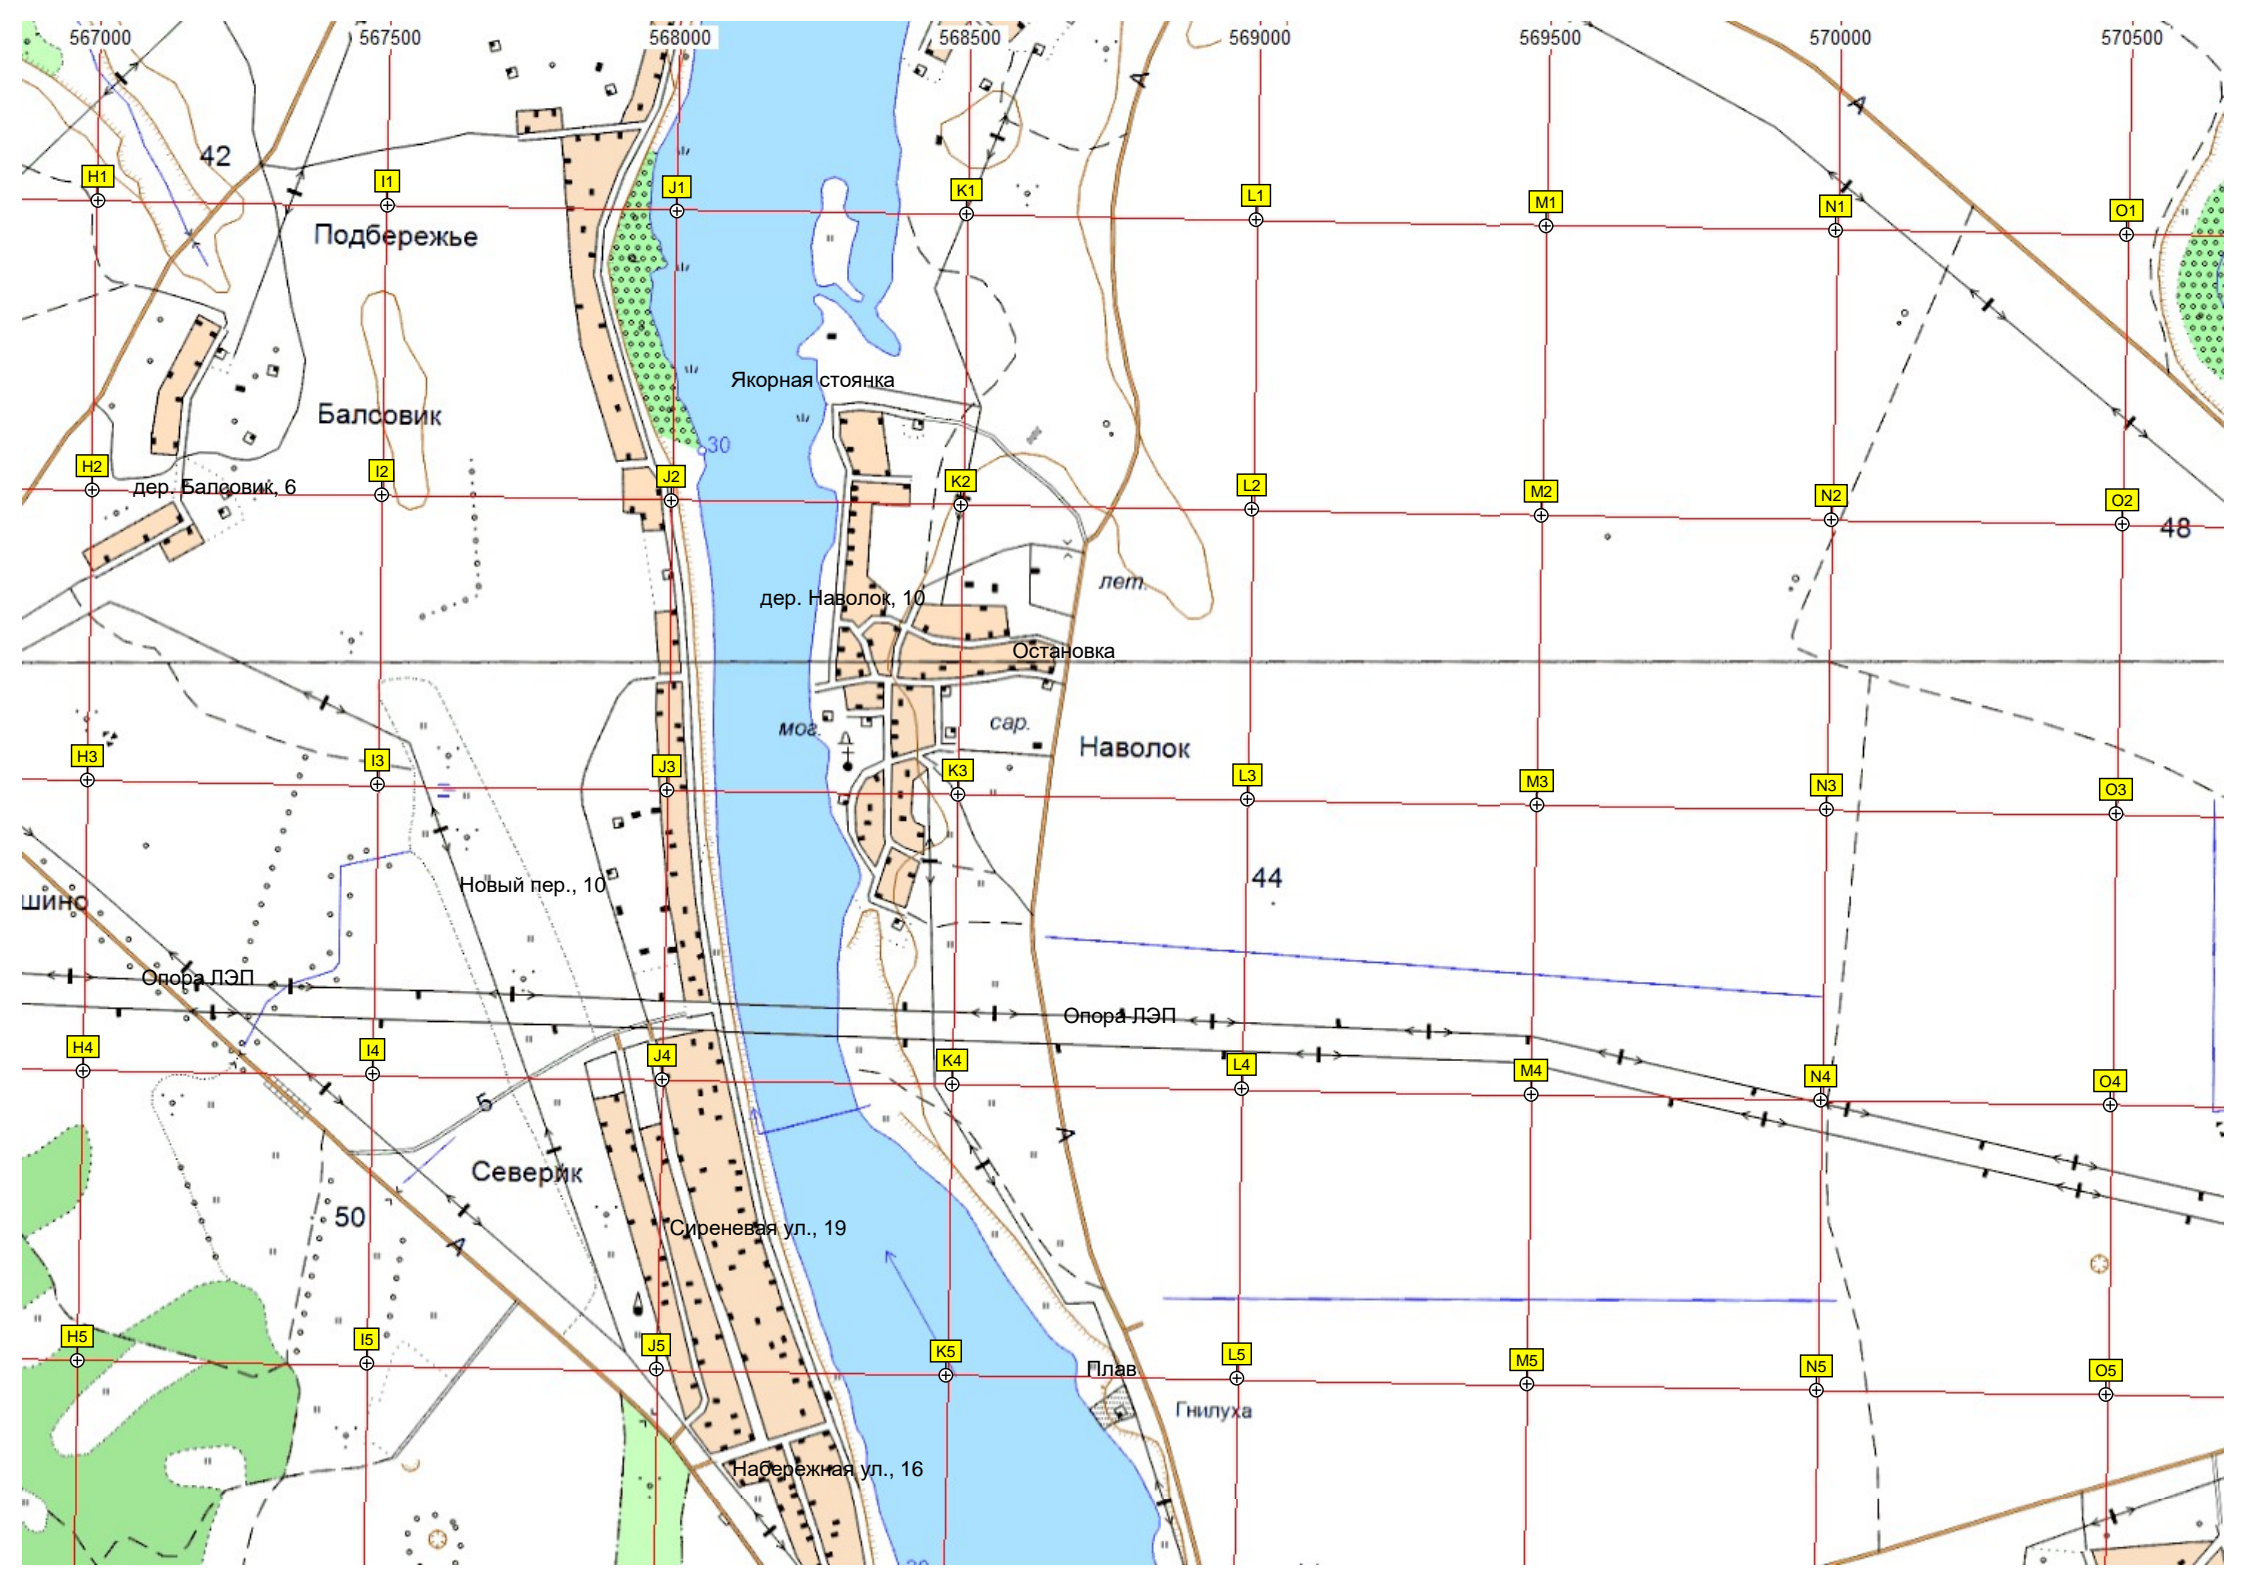 567000 567500 568000 568500 569000 569500 570000 570500
А
А
42
H1 I1 J1 K1 L1 M1 N1 O1
Подбережье
Якорная стоянка
Балсовик
30
H2 I2 J2 K2 L2 M2 N2 O2
дер. Балсовик, 6
48
лет.
дер. Наволок, 10
Остановка
мог.
сар.
Наволок
H3 I3 J3 K3 L3 M3 N3 O3
44
Новый пер., 10
шино
Опора ЛЭП
Опора ЛЭП
H4 I4 J4 K4 L4 M4 N4 O4
5
А
Северик
50
А
Сиреневая ул., 19
H5 I5 J5 K5 L5 M5 N5 O5
Плав
Гнилуха
Набережная ул., 16